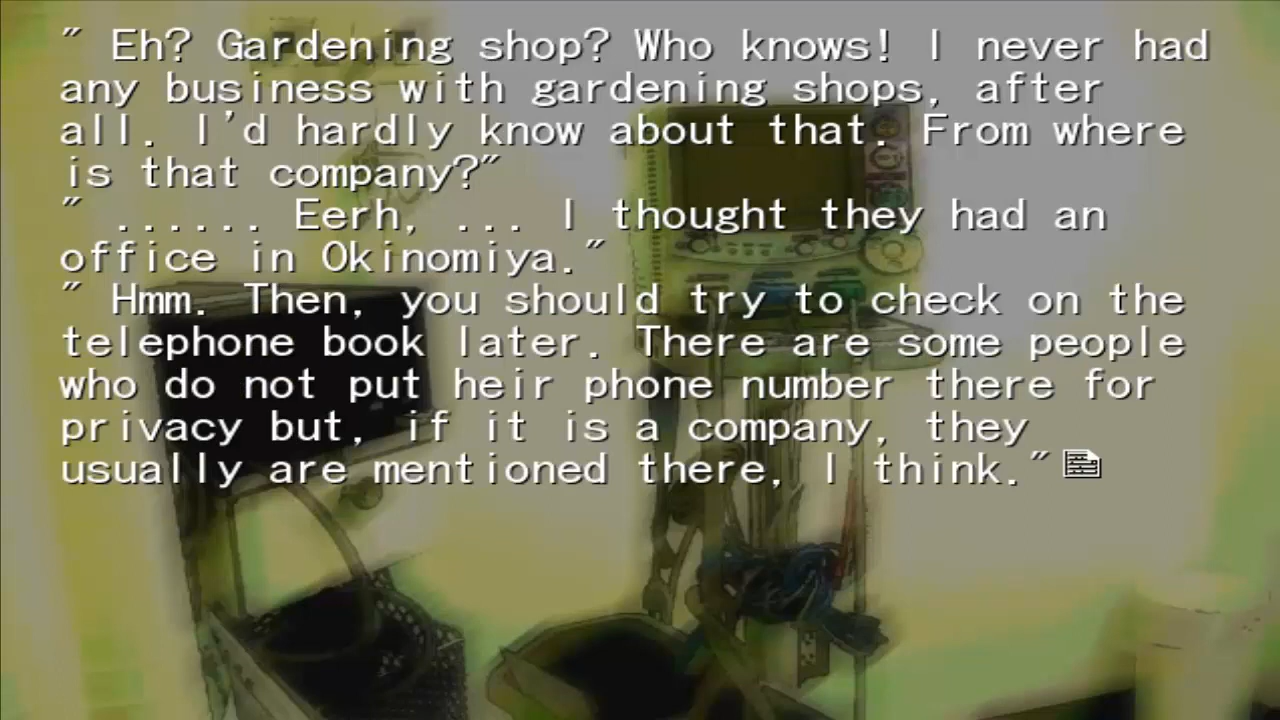 " Eh? Gardening shop? Who knows! I never had
any business with gardening shops, after
all. I'd hardly know about that. From where
is that company?"
" ...... Eerh, ... I thought they had an
office in Okinomiya."
" Hmm. Then, you should try to check on the
telephone book later. There are some people
who do not put heir phone number there for
privacy but, if it is a company, they
usually are mentioned there, I think."